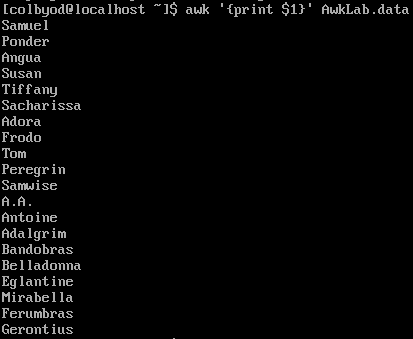 [colbyod@localhost ~]$ awk '{print $1}' AwkLab.data
Samuel
Ponder
Angua
Susan
Tiffany
Sacharissa
Adora
Frodo
Tom
Peregrin
Samwise
A.A.
Antoine
Adalgrim
Bandobras
Belladonna
Eglantine
Mirabella
Ferumbras
Gerontius